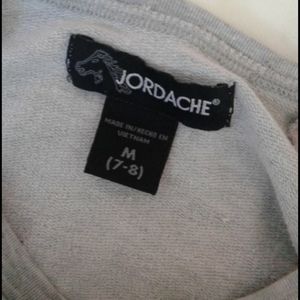 JORDACHE®
MADE IN/HECHO EN
VIETNAM
M
(7-8)